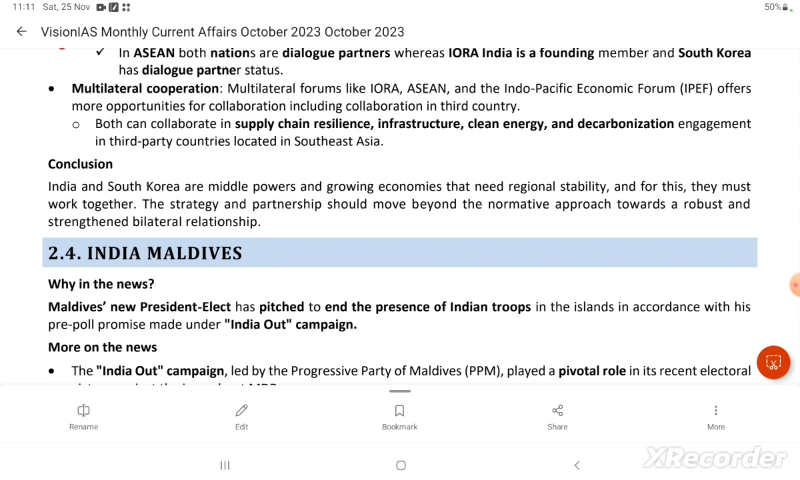 11:11 Sat, 25 Nov 50%
VisionIAS Monthly Current Affairs October 2023 October 2023
✓ In ASEAN both nations are dialogue partners whereas IORA India is a founding member and South Korea
has dialogue partner status.
• Multilateral cooperation: Multilateral forums like IORA, ASEAN, and the Indo-Pacific Economic Forum (IPEF) offers
more opportunities for collaboration including collaboration in third country.
o Both can collaborate in supply chain resilience, infrastructure, clean energy, and decarbonization engagement
in third-party countries located in Southeast Asia.
Conclusion
India and South Korea are middle powers and growing economies that need regional stability, and for this, they must
work together. The strategy and partnership should move beyond the normative approach towards a robust and
strengthened bilateral relationship.
2.4. INDIA MALDIVES
Why in the news?
Maldives' new President-Elect has pitched to end the presence of Indian troops in the islands in accordance with his
pre-poll promise made under "India Out" campaign.
More on the news
• The "India Out" campaign, led by the Progressive Party of Maldives (PPM), played a pivotal role in its recent electoral
Rename Edit Bookmark Share More
XRecorder